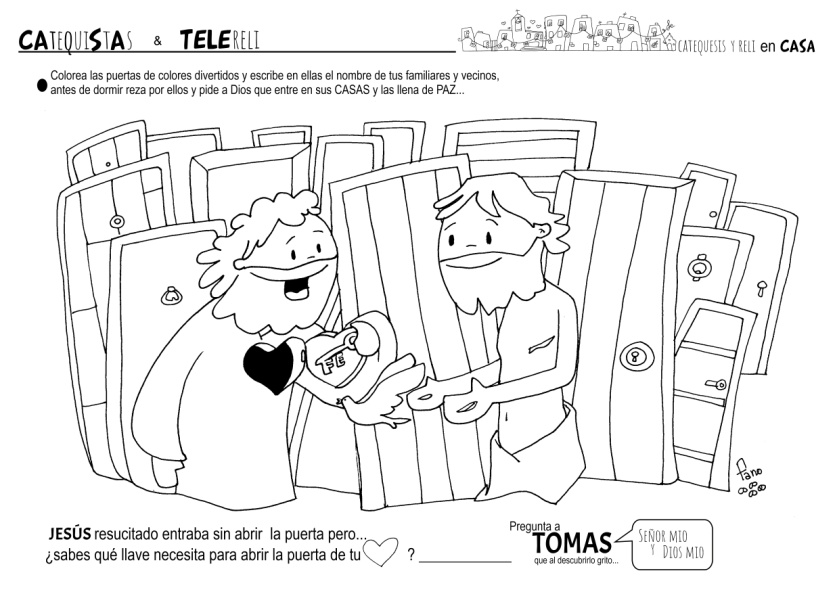 CATEQUISTAS & TELERELI
CATEQUESIS Y RELI en CASA
Colorea las puertas de colores divertidos y escribe en ellas el nombre de tus familiares y vecinos,
antes de dormir reza por ellos y pide a Dios que entre en sus CASAS y las llena de PAZ...
FE
fano
JESÚS resucitado entraba sin abrir la puerta pero...
¿sabes qué llave necesita para abrir la puerta de tu ?
Pregunta a
TOMAS
que al descubrirlo grito...
SEÑOR MIO
Y DIOS MIO